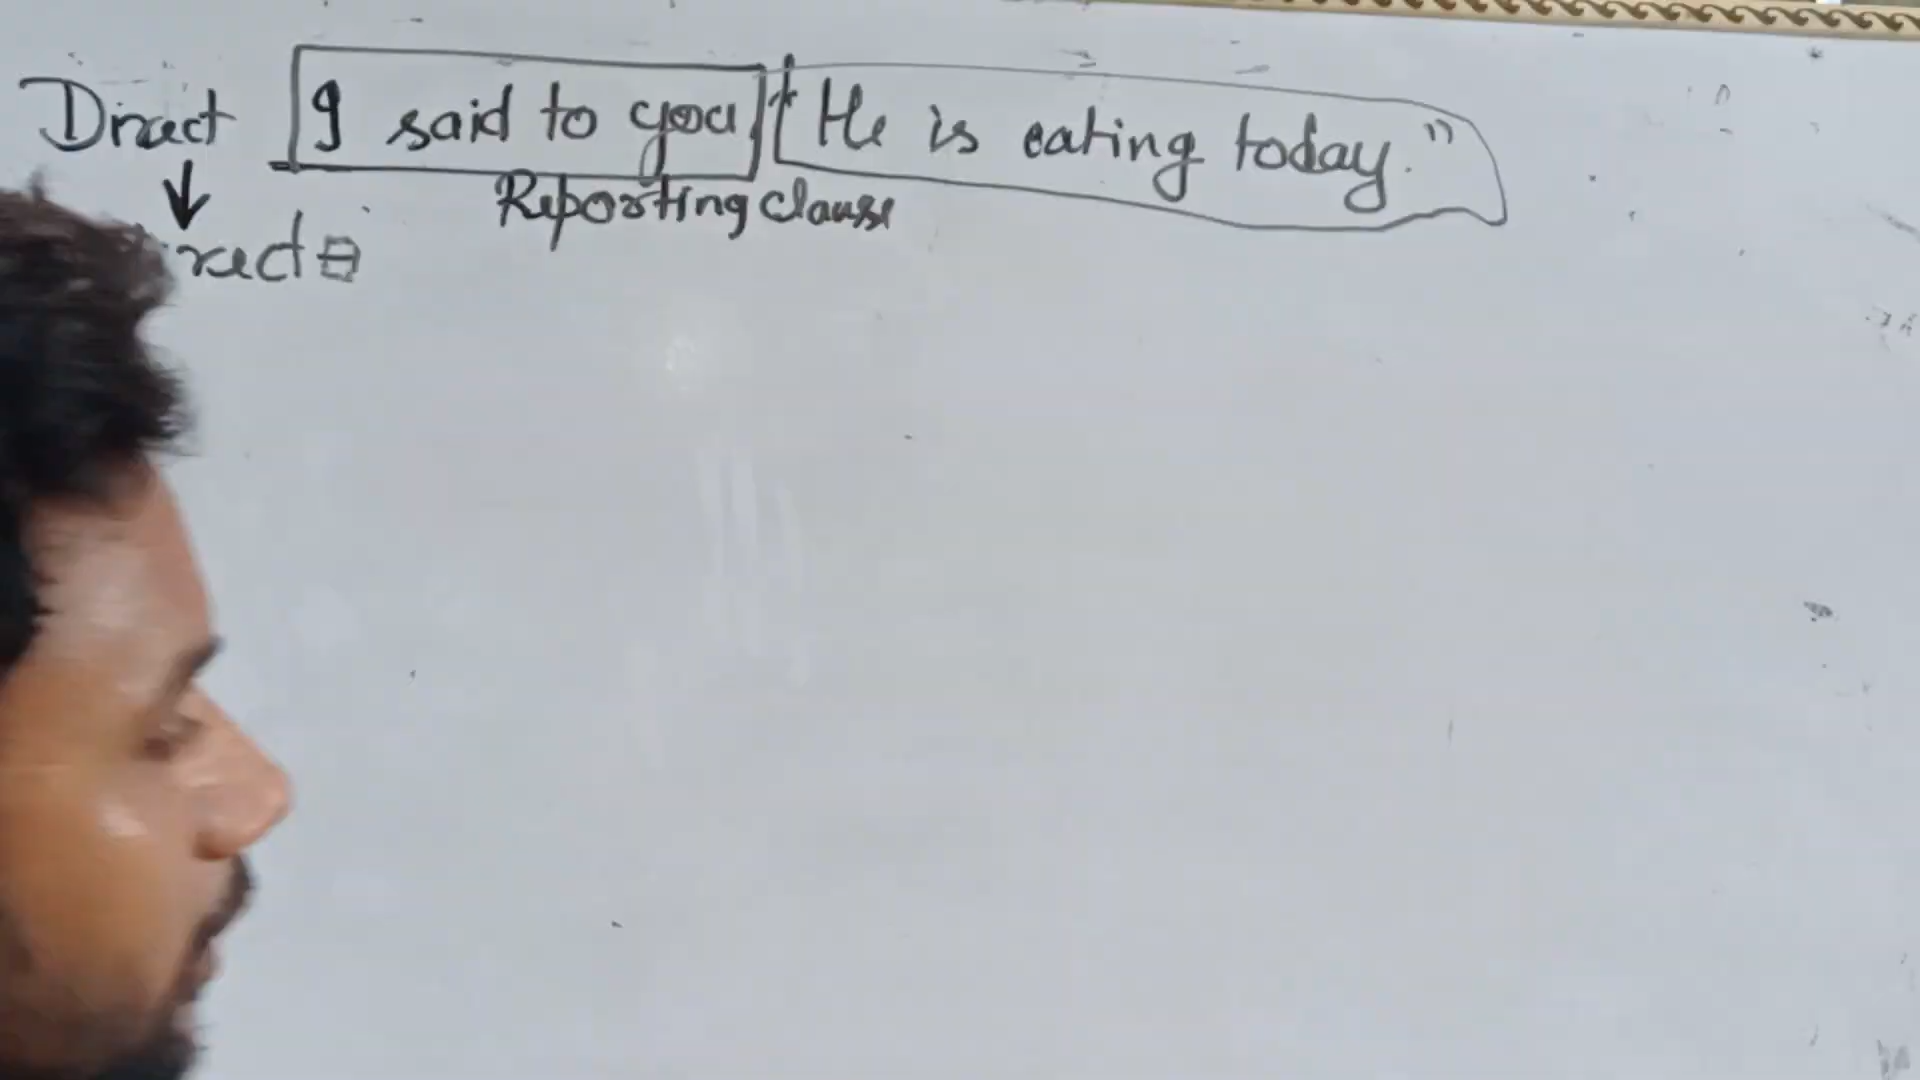 Direct I said to you, " He is eating today."
Reporting clause